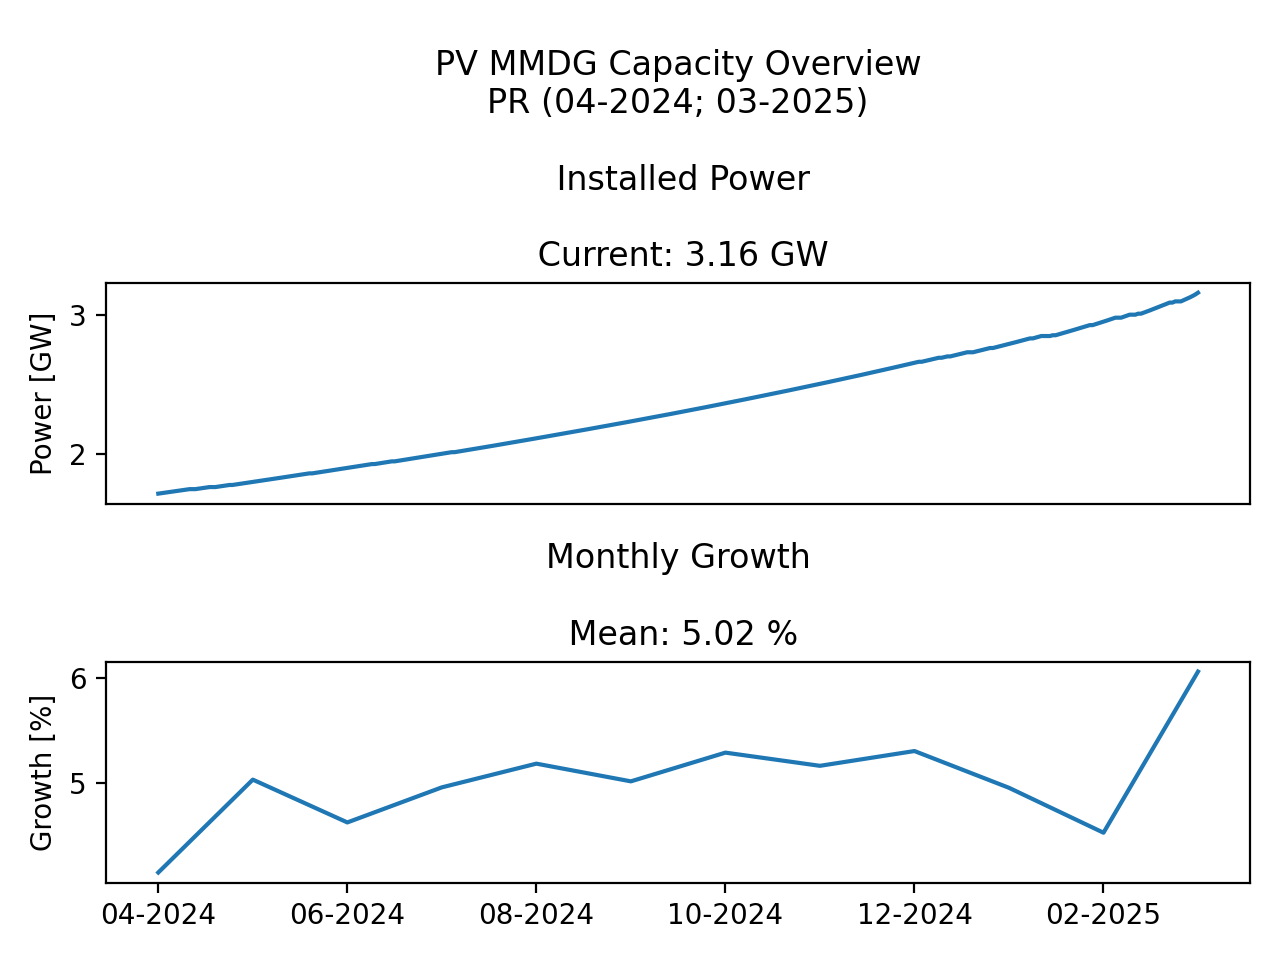 PV MMDG Capacity Overview
PR (04-2024; 03-2025)
Installed Power
Current: 3.16 GW
Power [GW]
3
2
Monthly Growth
Mean: 5.02 %
Growth [%]
6
5
04-2024 06-2024 08-2024 10-2024 12-2024 02-2025